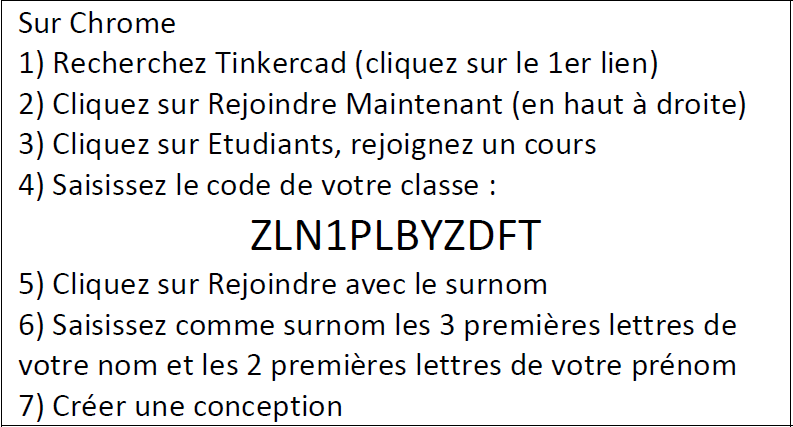 Sur Chrome
1) Recherchez Tinkercad (cliquez sur le 1er lien)
2) Cliquez sur Rejoindre Maintenant (en haut à droite)
3) Cliquez sur Etudiants, rejoignez un cours
4) Saisissez le code de votre classe :
ZLN1PLBYZDFT
5) Cliquez sur Rejoindre avec le surnom
6) Saisissez comme surnom les 3 premières lettres de
votre nom et les 2 premières lettres de votre prénom
7) Créer une conception